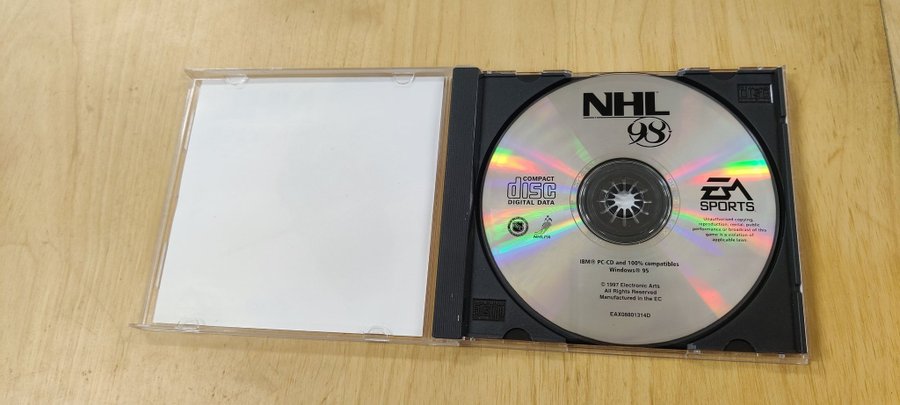 NHL
98
COMPACT
disc
DIGITAL DATA
NHLPA
EA
SPORTS
Unauthorised copying,
reproduction, rental, public
performance or broadcast of this
game is a violation of
applicable laws.
IBM® PC-CD and 100% compatibles
Windows® 95
© 1997 Electronic Arts
All Rights Reserved
Manufactured in the EC
EAX08801314D